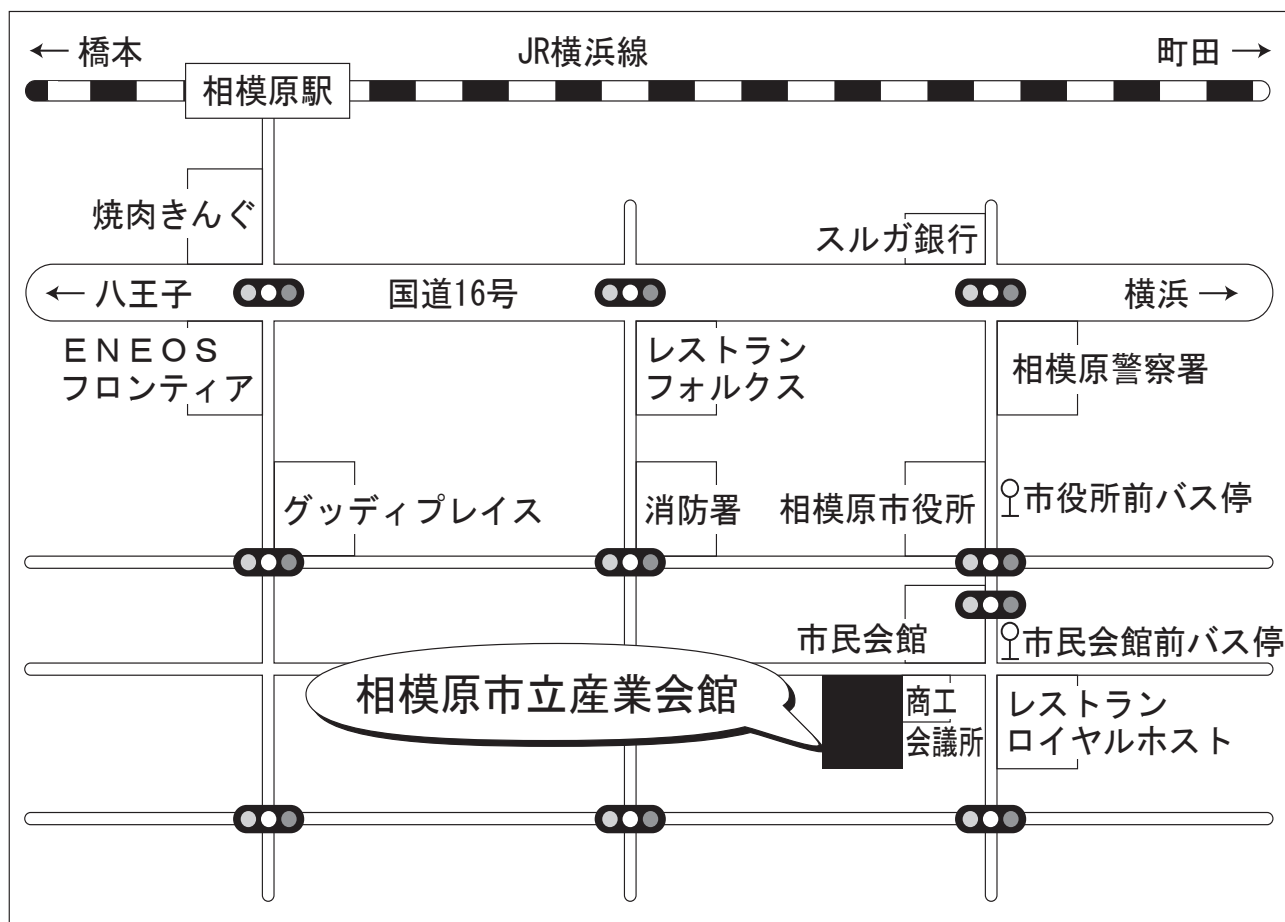 ← 橋本
JR横浜線
町田 →
相模原駅
焼肉きんぐ
スルガ銀行
← 八王子
国道16号
横浜 →
ＥＮＥＯＳ
フロンティア
レストラン
フォルクス
相模原警察署
グッディプレイス
消防署
相模原市役所
市役所前バス停
市民会館
市民会館前バス停
相模原市立産業会館
商工
会議所
レストラン
ロイヤルホスト